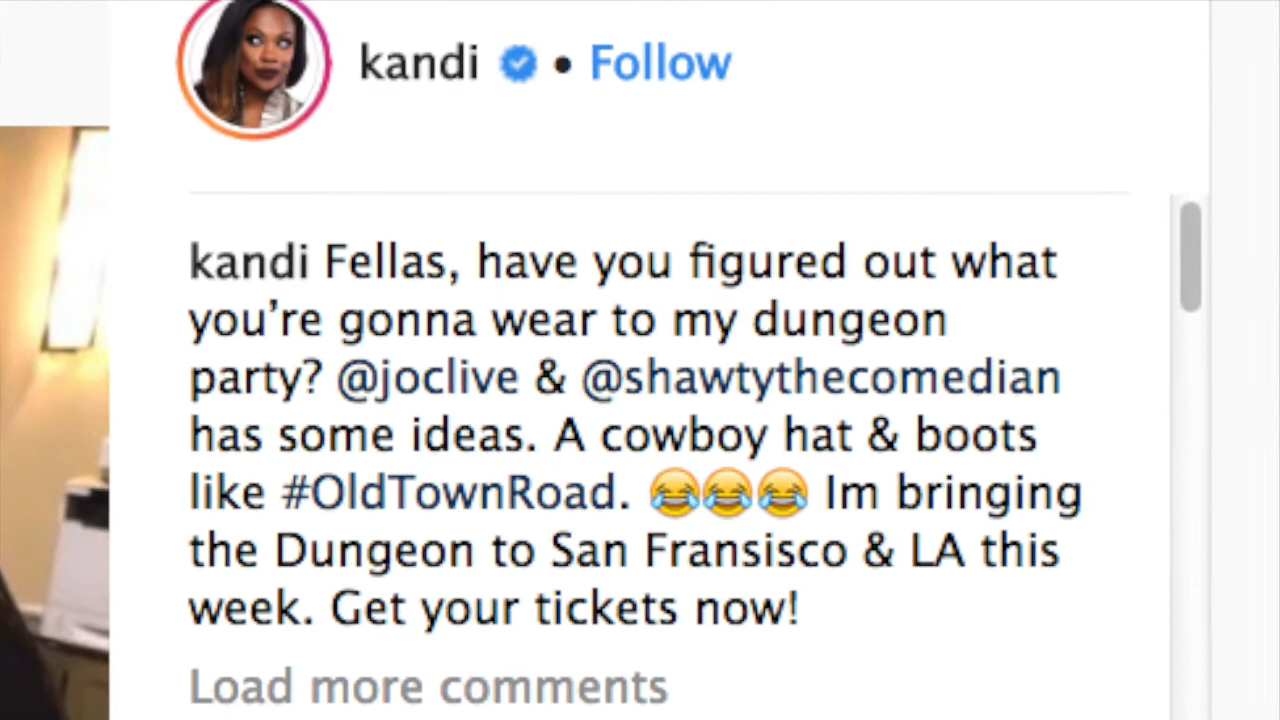 kandi • Follow
kandi Fellas, have you figured out what
you're gonna wear to my dungeon
party? @joclive & @shawtythecomedian
has some ideas. A cowboy hat & boots
like #OldTownRoad. 😂😂😂 Im bringing
the Dungeon to San Fransisco & LA this
week. Get your tickets now!
Load more comments